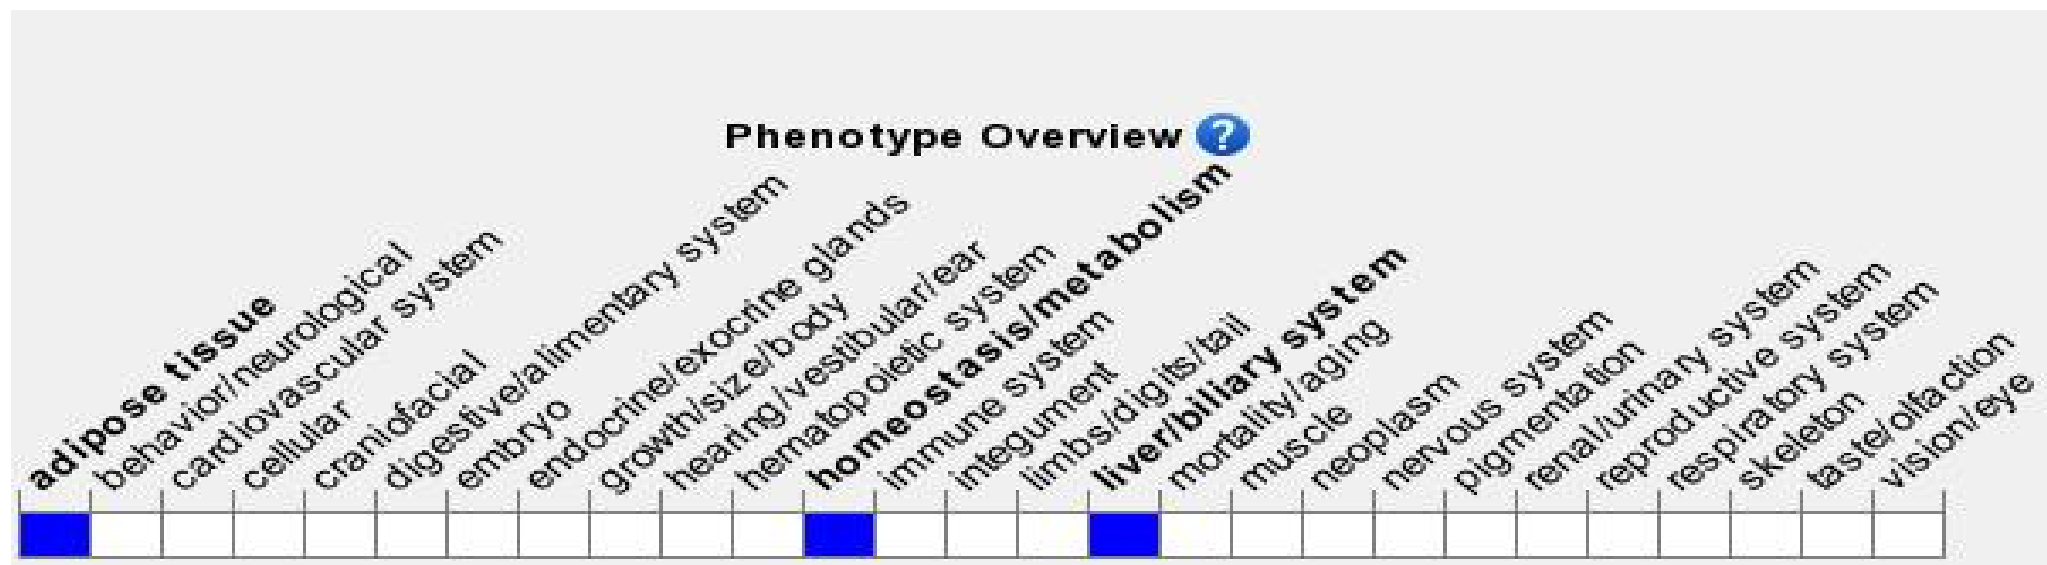 Phenotype Overview ?
adipose tissue
behavior/neurological
cardiovascular system
cellular
craniofacial
digestive/alimentary system
embryo
endocrine/exocrine glands
growth/size/body
hearing/vestibular/ear
hematopoietic system
homeostasis/metabolism
immune system
integument
limbs/digits/tail
liver/biliary system
mortality/aging
muscle
neoplasm
nervous system
pigmentation
renal/urinary system
reproductive system
respiratory system
skeleton
taste/olfaction
vision/eye